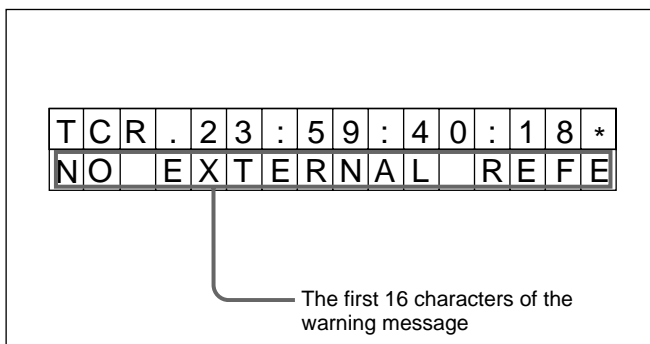 TCR.23:59:40:18*
NO EXTERNAL REFE
The first 16 characters of the
warning message